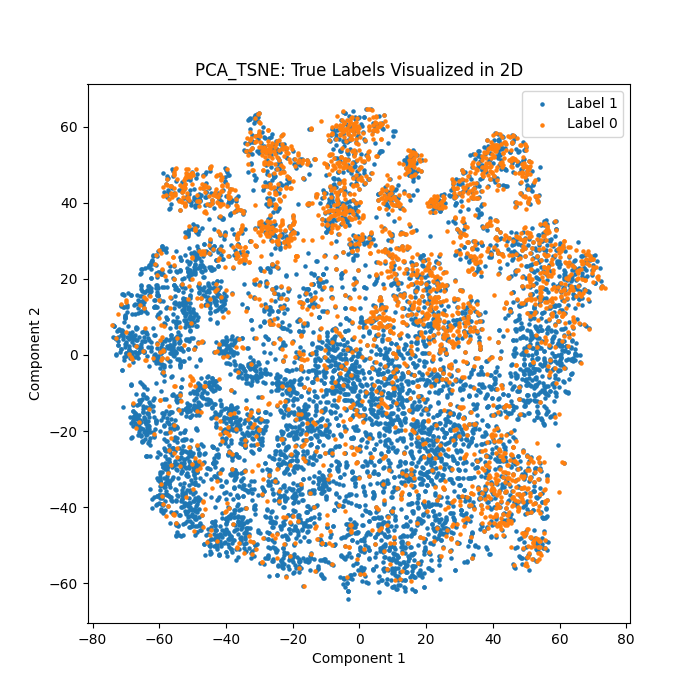 PCA_TSNE: True Labels Visualized in 2D
Label 1
Label 0
60
40
20
0
−20
−40
−60
Component 2
−80 −60 −40 −20 0 20 40 60 80
Component 1